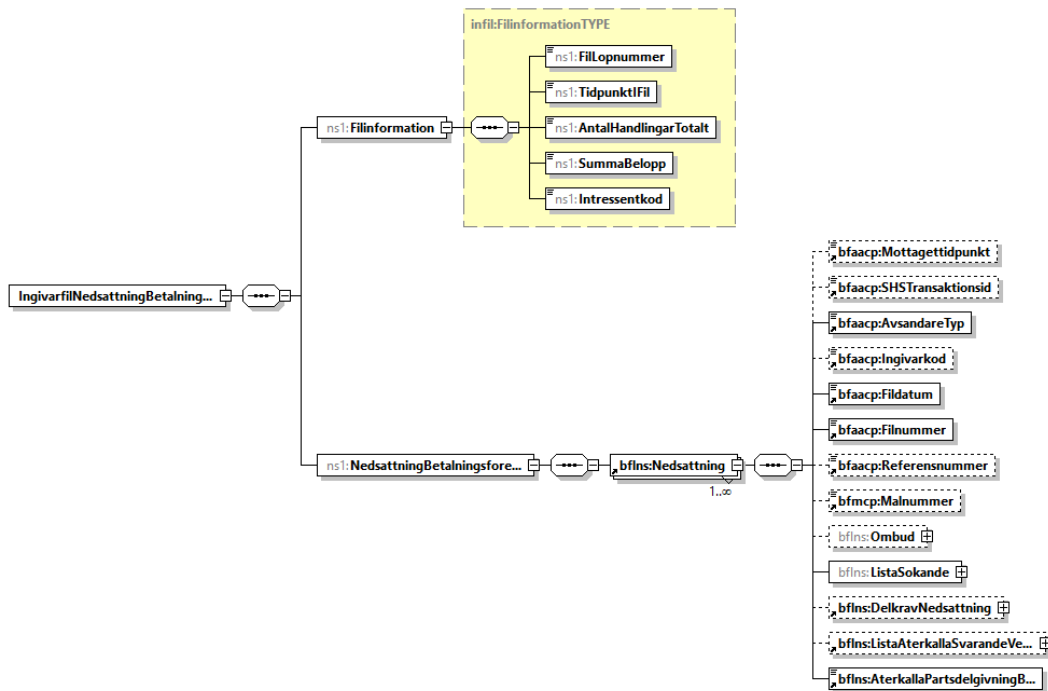 infil:FilinformationTYPE
ns1:FilLopnummer
ns1:TidpunktIFil
ns1:Filinformation
ns1:AntalHandlingarTotalt
ns1:SummaBelopp
ns1:Intressentkod
bfaacp:Mottagettidpunkt
bfaacp:SHSTransaktionsid
IngivarfilNedsattningBetalning...
bfaacp:AvsandareTyp
bfaacp:Ingivarkod
bfaacp:Fildatum
bfaacp:Filnummer
ns1:NedsattningBetalningsfore...
bflns:Nedsattning
1..∞
bfaacp:Referensnummer
bfmcp:Malnummer
bflns:Ombud
bflns:ListaSokande
bflns:DelkravNedsattning
bflns:ListaAterkallaSvarandeVe...
bflns:AterkallaPartsdelgivningB...